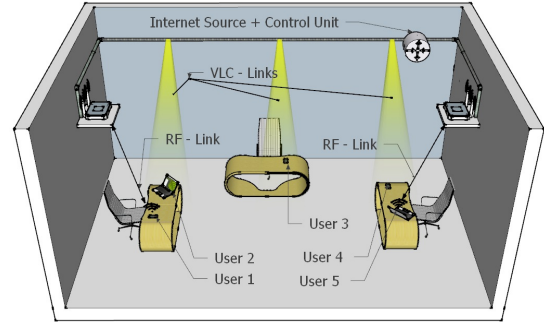 Internet Source + Control Unit
VLC - Links
RF - Link
RF - Link
User 3
User 2
User 4
User 1
User 5